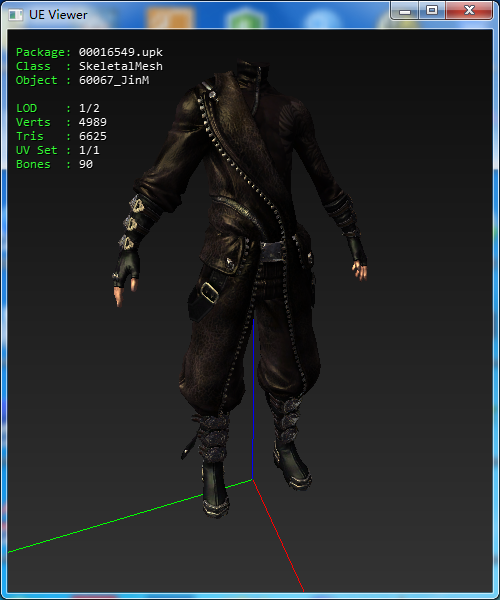 UE Viewer
Package: 00016549.upk
Class : SkeletalMesh
Object : 60067_JinM
LOD : 1/2
Verts : 4989
Tris : 6625
UV Set : 1/1
Bones : 90